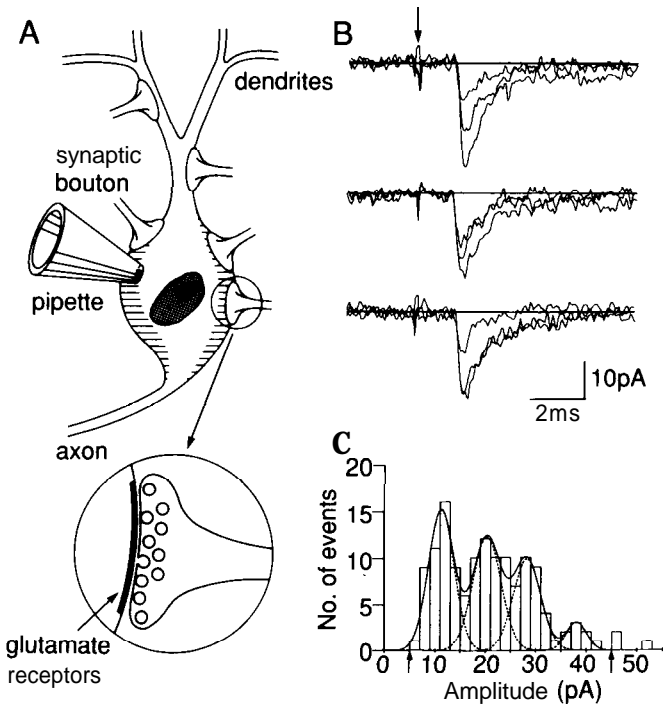 A
dendrites
synaptic
bouton
pipette
axon
glutamate
receptors
B
10pA
2ms
C
No. of events
20
15
10
5
0
0 10 20 30 40 50
Amplitude (pA)